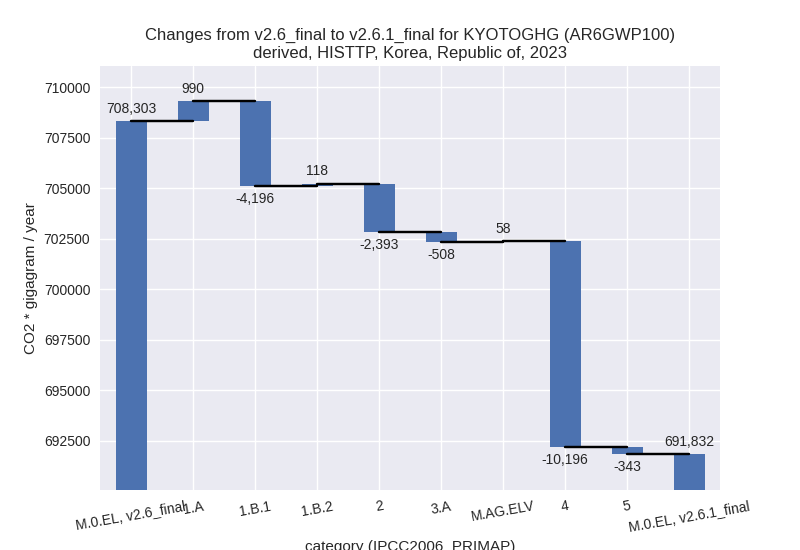 Changes from v2.6_final to v2.6.1_final for KYOTOGHG (AR6GWP100)
derived, HISTTP, Korea, Republic of, 2023
CO2 * gigagram / year
710000
707500
705000
702500
700000
697500
695000
692500
708,303
990
-4,196
118
-2,393
-508
58
-10,196
-343
691,832
M.0.EL, v2.6_final
1.A
1.B.1
1.B.2
2
3.A
M.AG.ELV
4
5
M.0.EL, v2.6.1_final
category (IPCC2006_PRIMAP)